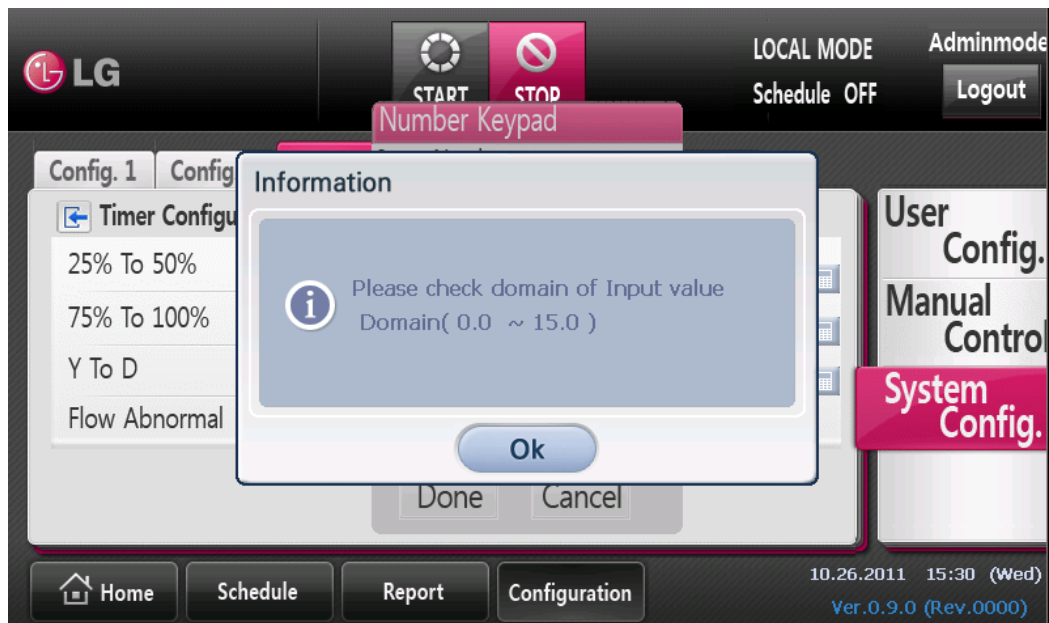 LG
START
STOP
LOCAL MODE
Schedule OFF
Adminmode
Logout
Number Keypad
Config. 1
Config
Information
Timer Configu
25% To 50%
75% To 100%
Y To D
Flow Abnormal
Please check domain of Input value
Domain( 0.0 ~ 15.0 )
Ok
Done
Cancel
User
Config.
Manual
Control
System
Config.
Home
Schedule
Report
Configuration
10.26.2011 15:30 (Wed)
Ver.0.9.0 (Rev.0000)